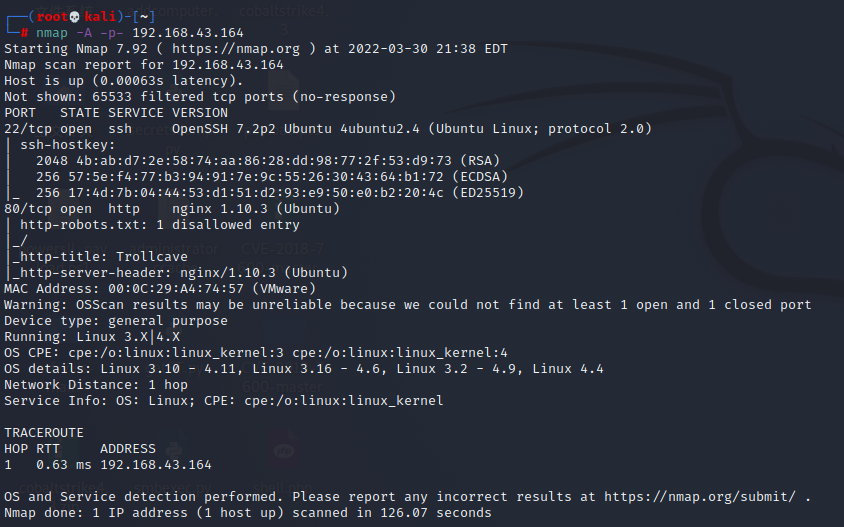 (root💀kali)-[~]
# nmap -A -p- 192.168.43.164
Starting Nmap 7.92 ( https://nmap.org ) at 2022-03-30 21:38 EDT
Nmap scan report for 192.168.43.164
Host is up (0.00063s latency).
Not shown: 65533 filtered tcp ports (no-response)
PORT   STATE SERVICE VERSION
22/tcp open  ssh     OpenSSH 7.2p2 Ubuntu 4ubuntu2.4 (Ubuntu Linux; protocol 2.0)
| ssh-hostkey:
|   2048 4b:ab:d7:2e:58:74:aa:86:28:dd:98:77:2f:53:d9:73 (RSA)
|   256 57:5e:f4:77:b3:94:91:7e:9c:55:26:30:43:64:b1:72 (ECDSA)
|_  256 17:4d:7b:04:44:53:d1:51:d2:93:e9:50:e0:b2:20:4c (ED25519)
80/tcp open  http    nginx 1.10.3 (Ubuntu)
| http-robots.txt: 1 disallowed entry
|_/
|_http-title: Trollcave
|_http-server-header: nginx/1.10.3 (Ubuntu)
MAC Address: 00:0C:29:A4:74:57 (VMware)
Warning: OSScan results may be unreliable because we could not find at least 1 open and 1 closed port
Device type: general purpose
Running: Linux 3.X|4.X
OS CPE: cpe:/o:linux:linux_kernel:3 cpe:/o:linux:linux_kernel:4
OS details: Linux 3.10 - 4.11, Linux 3.16 - 4.6, Linux 3.2 - 4.9, Linux 4.4
Network Distance: 1 hop
Service Info: OS: Linux; CPE: cpe:/o:linux:linux_kernel
TRACEROUTE
HOP RTT     ADDRESS
1   0.63 ms 192.168.43.164
OS and Service detection performed. Please report any incorrect results at https://nmap.org/submit/ .
Nmap done: 1 IP address (1 host up) scanned in 126.07 seconds